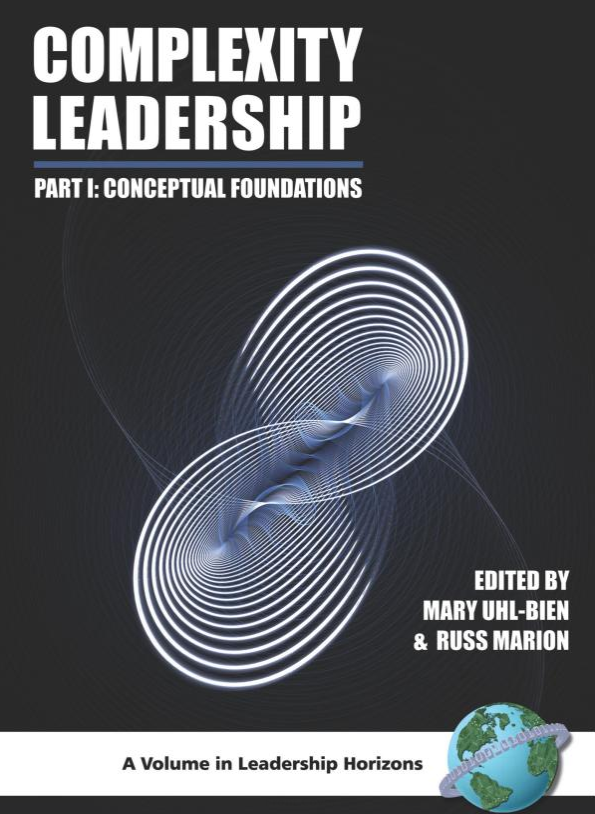 COMPLEXITY
LEADERSHIP
PART I: CONCEPTUAL FOUNDATIONS
EDITED BY
MARY UHL-BIEN
& RUSS MARION
A Volume in Leadership Horizons